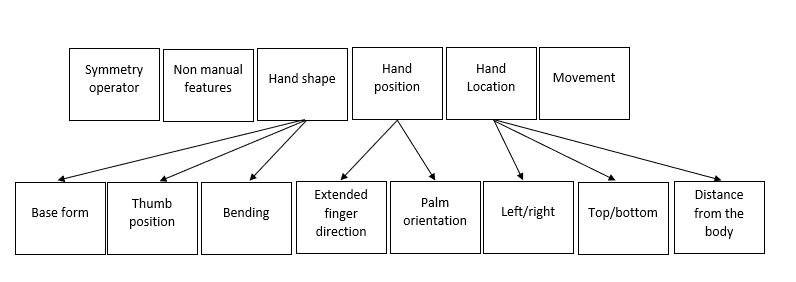 Symmetry
operator
Non manual
features
Hand shape
Hand
position
Hand
Location
Movement
Base form
Thumb
position
Bending
Extended
finger
direction
Palm
orientation
Left/right
Top/bottom
Distance
from the
body